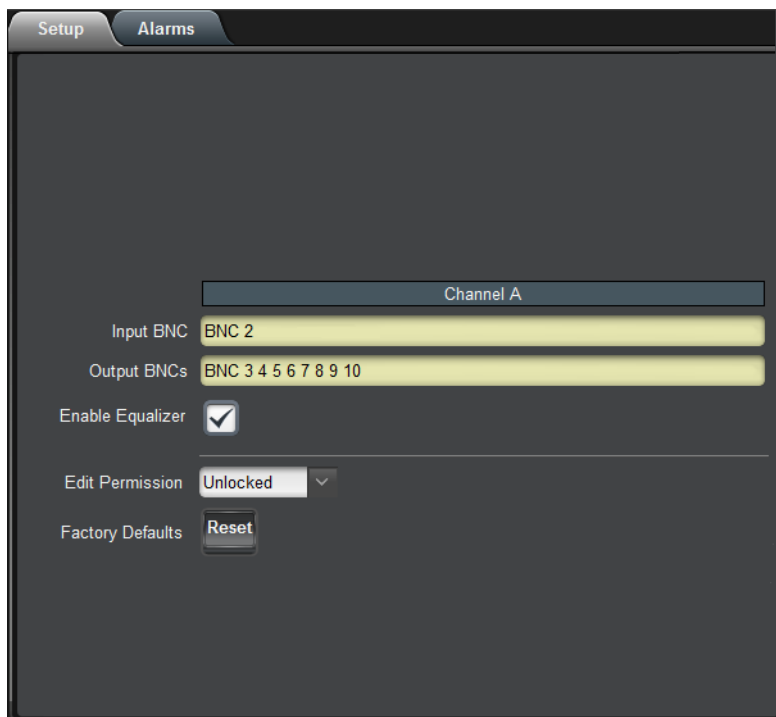 Setup Alarms
Channel A
Input BNC BNC 2
Output BNCs BNC 3 4 5 6 7 8 9 10
Enable Equalizer
Edit Permission Unlocked
Factory Defaults Reset